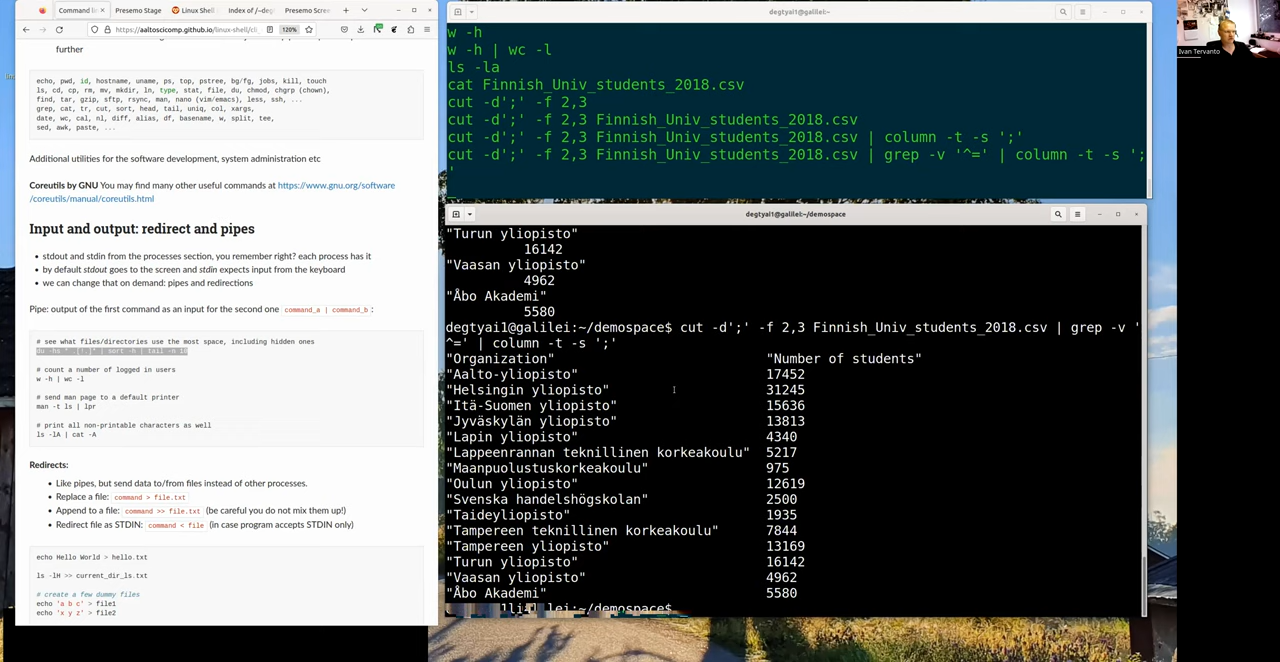 Command li
Presemo Stage
Linux Shell
Index of /~deg
Presemo Scree
https://aaltoscicomp.github.io/linux-shell/cli_
120%
further
echo, pwd, id, hostname, uname, ps, top, pstree, bg/fg, jobs, kill, touch
ls, cd, cp, rm, mv, mkdir, ln, type, stat, file, du, chmod, chgrp (chown),
find, tar, gzip, sftp, rsync, man, nano (vim/emacs), less, ssh, ...
grep, cat, tr, cut, sort, head, tail, uniq, col, xargs,
date, wc, cal, nl, diff, alias, df, basename, w, split, tee,
sed, awk, paste, ...
Additional utilities for the software development, system administration etc
Coreutils by GNU You may find many other useful commands at https://www.gnu.org/software
/coreutils/manual/coreutils.html
Input and output: redirect and pipes
• stdout and stdin from the processes section, you remember right? each process has it
• by default stdout goes to the screen and stdin expects input from the keyboard
• we can change that on demand: pipes and redirections
Pipe: output of the first command as an input for the second one command_a | command_b :
# see what files/directories use the most space, including hidden ones
du -hs * .[!.]* | sort -h | tail -n 10
# count a number of logged in users
w -h | wc -l
# send man page to a default printer
man -t ls | lpr
# print all non-printable characters as well
ls -lA | cat -A
Redirects:
• Like pipes, but send data to/from files instead of other processes.
• Replace a file: command > file.txt
• Append to a file: command >> file.txt (be careful you do not mix them up!)
• Redirect file as STDIN: command < file (in case program accepts STDIN only)
echo Hello World > hello.txt
ls -lH >> current_dir_ls.txt
# create a few dummy files
echo 'a b c' > file1
echo 'x y z' > file2
degtyai1@galilei:~
w -h
w -h | wc -l
ls -la
cat Finnish_Univ_students_2018.csv
cut -d';' -f 2,3
cut -d';' -f 2,3 Finnish_Univ_students_2018.csv
cut -d';' -f 2,3 Finnish_Univ_students_2018.csv | column -t -s ';'
cut -d';' -f 2,3 Finnish_Univ_students_2018.csv | grep -v '^=' | column -t -s ';
'
degtyai1@galilei:~/demospace
"Turun yliopisto"
16142
"Vaasan yliopisto"
4962
"Åbo Akademi"
5580
degtyai1@galilei:~/demospace$ cut -d';' -f 2,3 Finnish_Univ_students_2018.csv | grep -v '
^=' | column -t -s ';'
"Organization" "Number of students"
"Aalto-yliopisto" 17452
"Helsingin yliopisto" 31245
"Itä-Suomen yliopisto" 15636
"Jyväskylän yliopisto" 13813
"Lapin yliopisto" 4340
"Lappeenrannan teknillinen korkeakoulu" 5217
"Maanpuolustuskorkeakoulu" 975
"Oulun yliopisto" 12619
"Svenska handelshögskolan" 2500
"Taideyliopisto" 1935
"Tampereen teknillinen korkeakoulu" 7844
"Tampereen yliopisto" 13169
"Turun yliopisto" 16142
"Vaasan yliopisto" 4962
"Åbo Akademi" 5580
lei:~/demospace$
Ivan Tervanto